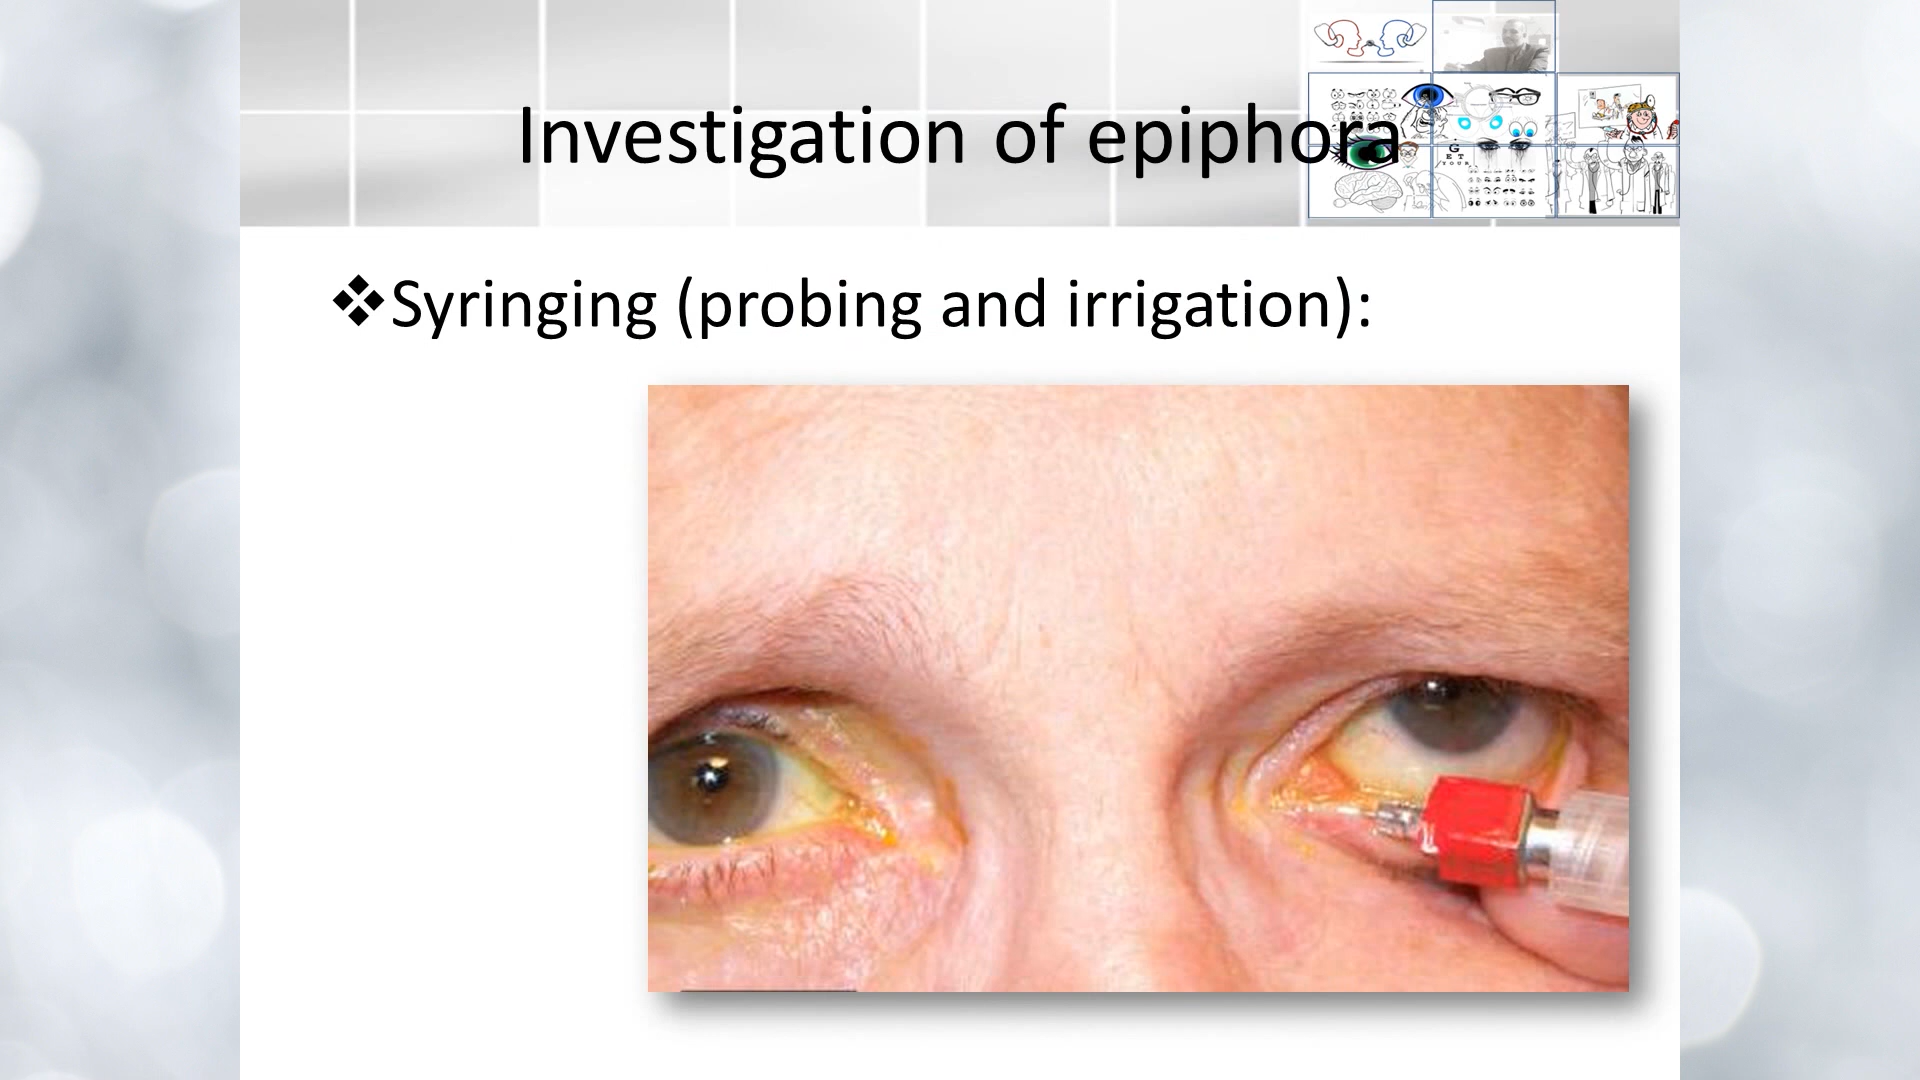 Investigation of epiphora
G
E T
Y O U R
❖Syringing (probing and irrigation):